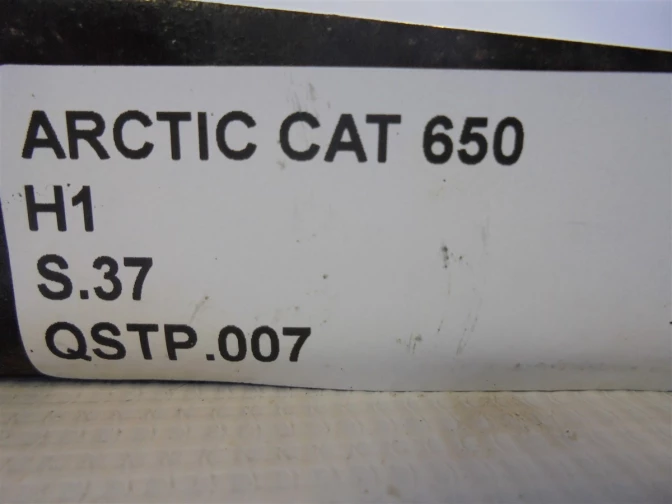 ARCTIC CAT 650
H1
S.37
QSTP.007